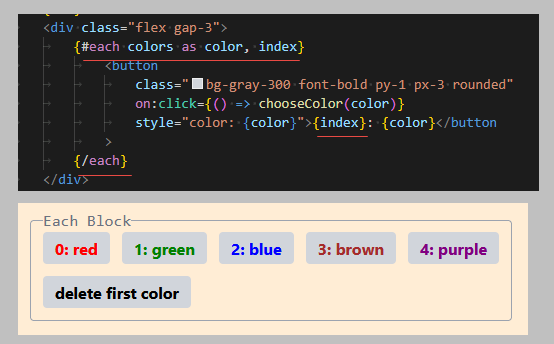 <div class="flex gap-3">
{#each colors as color, index}
<button
class="bg-gray-300 font-bold py-1 px-3 rounded"
on:click={() => chooseColor(color)}
style="color: {color}">{index}: {color}</button
>
{/each}
</div>
Each Block
0: red 1: green 2: blue 3: brown 4: purple
delete first color